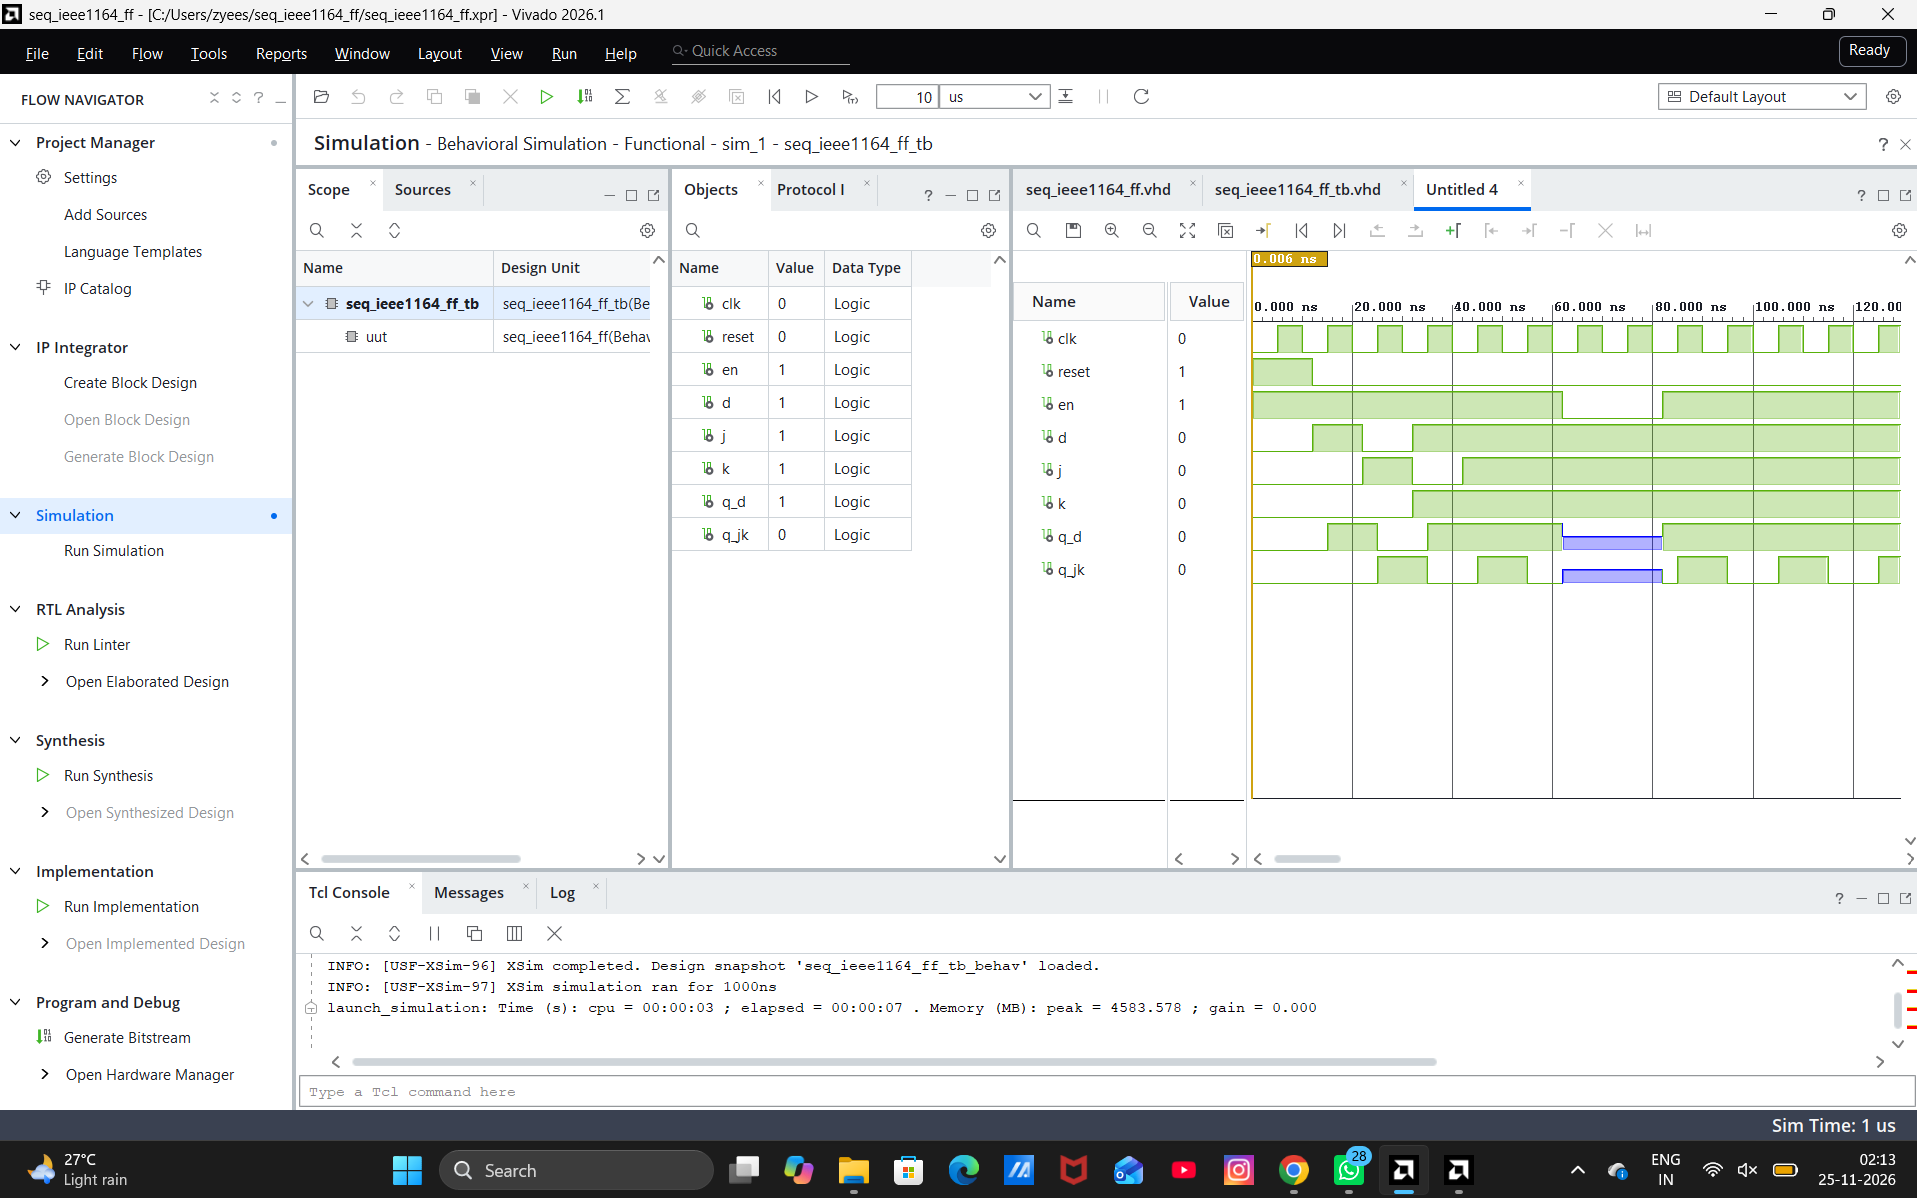 seq_ieee1164_ff - [C:/Users/zyees/seq_ieee1164_ff/seq_ieee1164_ff.xpr] - Vivado 2026.1
File Edit Flow Tools Reports Window Layout View Run Help Quick Access
Ready
FLOW NAVIGATOR
10 us
Default Layout
Project Manager
Settings
Add Sources
Language Templates
IP Catalog
IP Integrator
Create Block Design
Open Block Design
Generate Block Design
Simulation
Run Simulation
RTL Analysis
Run Linter
Open Elaborated Design
Synthesis
Run Synthesis
Open Synthesized Design
Implementation
Run Implementation
Open Implemented Design
Program and Debug
Generate Bitstream
Open Hardware Manager
Simulation - Behavioral Simulation - Functional - sim_1 - seq_ieee1164_ff_tb
Scope Sources
Name Design Unit
seq_ieee1164_ff_tb seq_ieee1164_ff_tb(Be
uut seq_ieee1164_ff(Behav
Objects Protocol I
Name Value Data Type
clk 0 Logic
reset 0 Logic
en 1 Logic
d 1 Logic
j 1 Logic
k 1 Logic
q_d 1 Logic
q_jk 0 Logic
seq_ieee1164_ff.vhd seq_ieee1164_ff_tb.vhd Untitled 4
0.006 ns
Name Value
0.000 ns 20.000 ns 40.000 ns 60.000 ns 80.000 ns 100.000 ns 120.00
clk 0
reset 1
en 1
d 0
j 0
k 0
q_d 0
q_jk 0
Tcl Console Messages Log
INFO: [USF-XSim-96] XSim completed. Design snapshot 'seq_ieee1164_ff_tb_behav' loaded.
INFO: [USF-XSim-97] XSim simulation ran for 1000ns
launch_simulation: Time (s): cpu = 00:00:03 ; elapsed = 00:00:07 . Memory (MB): peak = 4583.578 ; gain = 0.000
Type a Tcl command here
Sim Time: 1 us
27°C
Light rain
Search
28
ENG
IN
02:13
25-11-2026